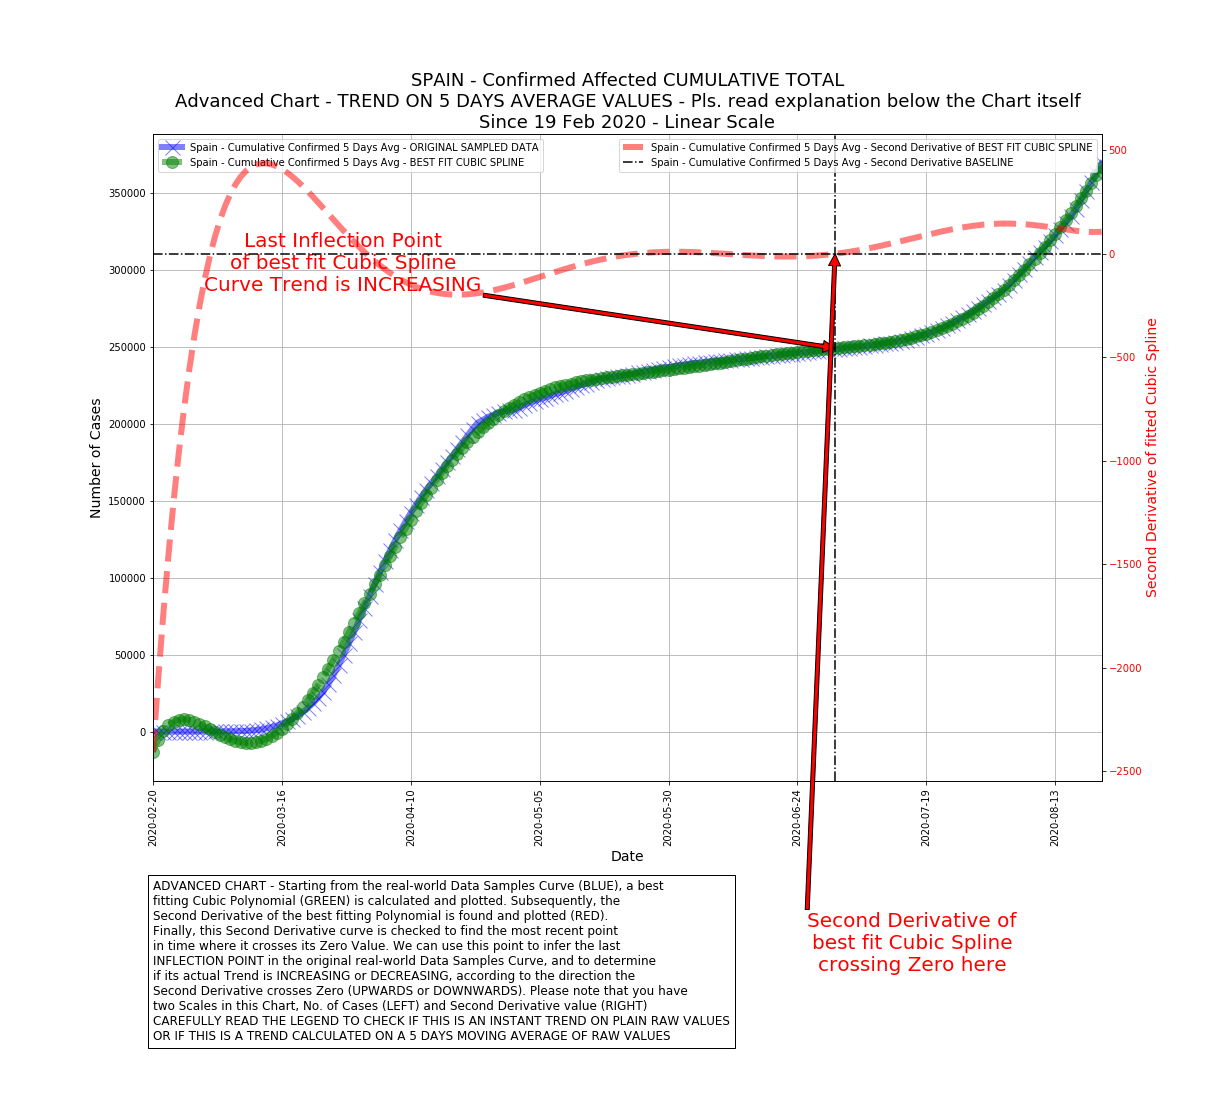 SPAIN - Confirmed Affected CUMULATIVE TOTAL
Advanced Chart - TREND ON 5 DAYS AVERAGE VALUES - Pls. read explanation below the Chart itself
Since 19 Feb 2020 - Linear Scale
Spain - Cumulative Confirmed 5 Days Avg - ORIGINAL SAMPLED DATA
Spain - Cumulative Confirmed 5 Days Avg - BEST FIT CUBIC SPLINE
Spain - Cumulative Confirmed 5 Days Avg - Second Derivative of BEST FIT CUBIC SPLINE
Spain - Cumulative Confirmed 5 Days Avg - Second Derivative BASELINE
Number of Cases
350000
300000
250000
200000
150000
100000
50000
0
Last Inflection Point
of best fit Cubic Spline
Curve Trend is INCREASING
500
0
−500
−1000
−1500
−2000
−2500
Second Derivative of fitted Cubic Spline
2020-02-20
2020-03-16
2020-04-10
2020-05-05
2020-05-30
2020-06-24
2020-07-19
2020-08-13
Date
ADVANCED CHART - Starting from the real-world Data Samples Curve (BLUE), a best
fitting Cubic Polynomial (GREEN) is calculated and plotted. Subsequently, the
Second Derivative of the best fitting Polynomial is found and plotted (RED).
Finally, this Second Derivative curve is checked to find the most recent point
in time where it crosses its Zero Value. We can use this point to infer the last
INFLECTION POINT in the original real-world Data Samples Curve, and to determine
if its actual Trend is INCREASING or DECREASING, according to the direction the
Second Derivative crosses Zero (UPWARDS or DOWNWARDS). Please note that you have
two Scales in this Chart, No. of Cases (LEFT) and Second Derivative value (RIGHT)
CAREFULLY READ THE LEGEND TO CHECK IF THIS IS AN INSTANT TREND ON PLAIN RAW VALUES
OR IF THIS IS A TREND CALCULATED ON A 5 DAYS MOVING AVERAGE OF RAW VALUES
Second Derivative of
best fit Cubic Spline
crossing Zero here